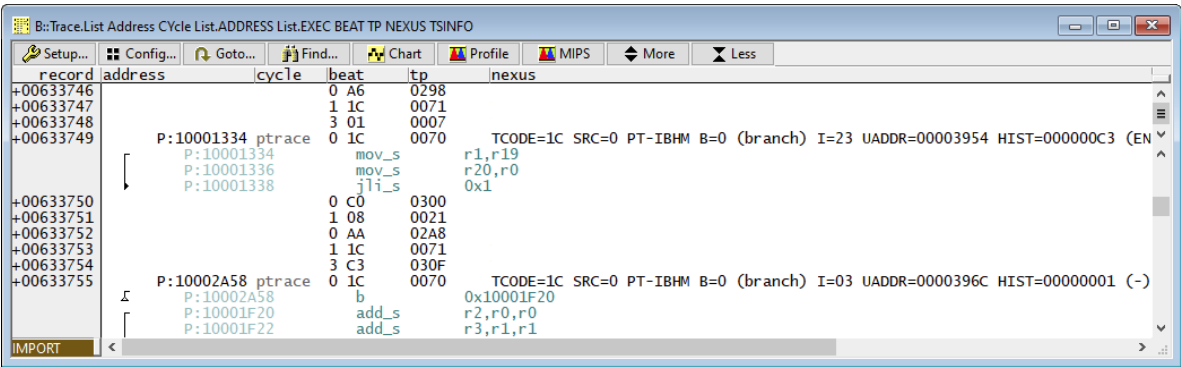 B::Trace.List Address CYcle List.ADDRESS List.EXEC BEAT TP NEXUS TSINFO
Setup... Config... Goto... Find... Chart Profile MIPS More Less
record address cycle beat tp nexus
+00633746 0 A6 0298
+00633747 1 1C 0071
+00633748 3 01 0007
+00633749 P:10001334 ptrace 0 1C 0070 TCODE=1C SRC=0 PT-IBHM B=0 (branch) I=23 UADDR=00003954 HIST=000000C3 (EN
P:10001334 mov_s r1,r19
P:10001336 mov_s r20,r0
P:10001338 jli_s 0x1
+00633750 0 C0 0300
+00633751 1 08 0021
+00633752 0 AA 02A8
+00633753 1 1C 0071
+00633754 3 C3 030F
+00633755 P:10002A58 ptrace 0 1C 0070 TCODE=1C SRC=0 PT-IBHM B=0 (branch) I=03 UADDR=0000396C HIST=00000001 (-)
P:10002A58 b 0x10001F20
P:10001F20 add_s r2,r0,r0
P:10001F22 add_s r3,r1,r1
IMPORT